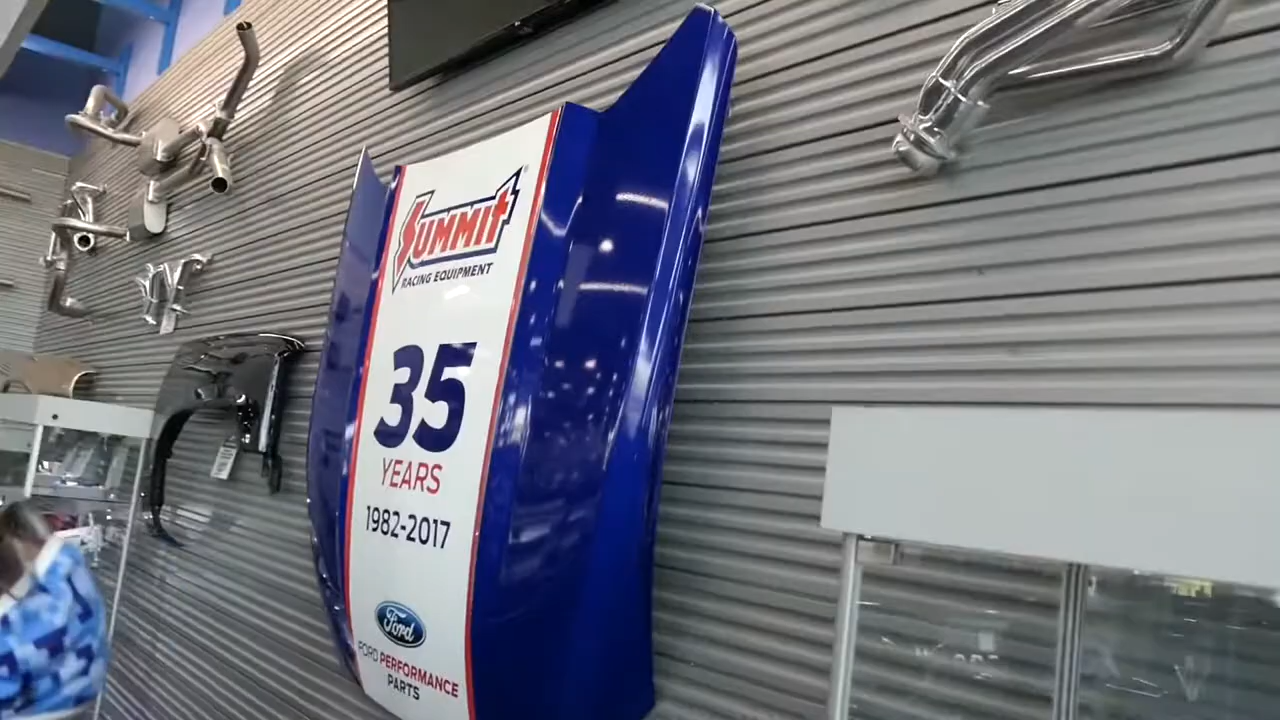 SUMMIT
RACING EQUIPMENT
35
YEARS
1982-2017
Ford
FORD PERFORMANCE
PARTS